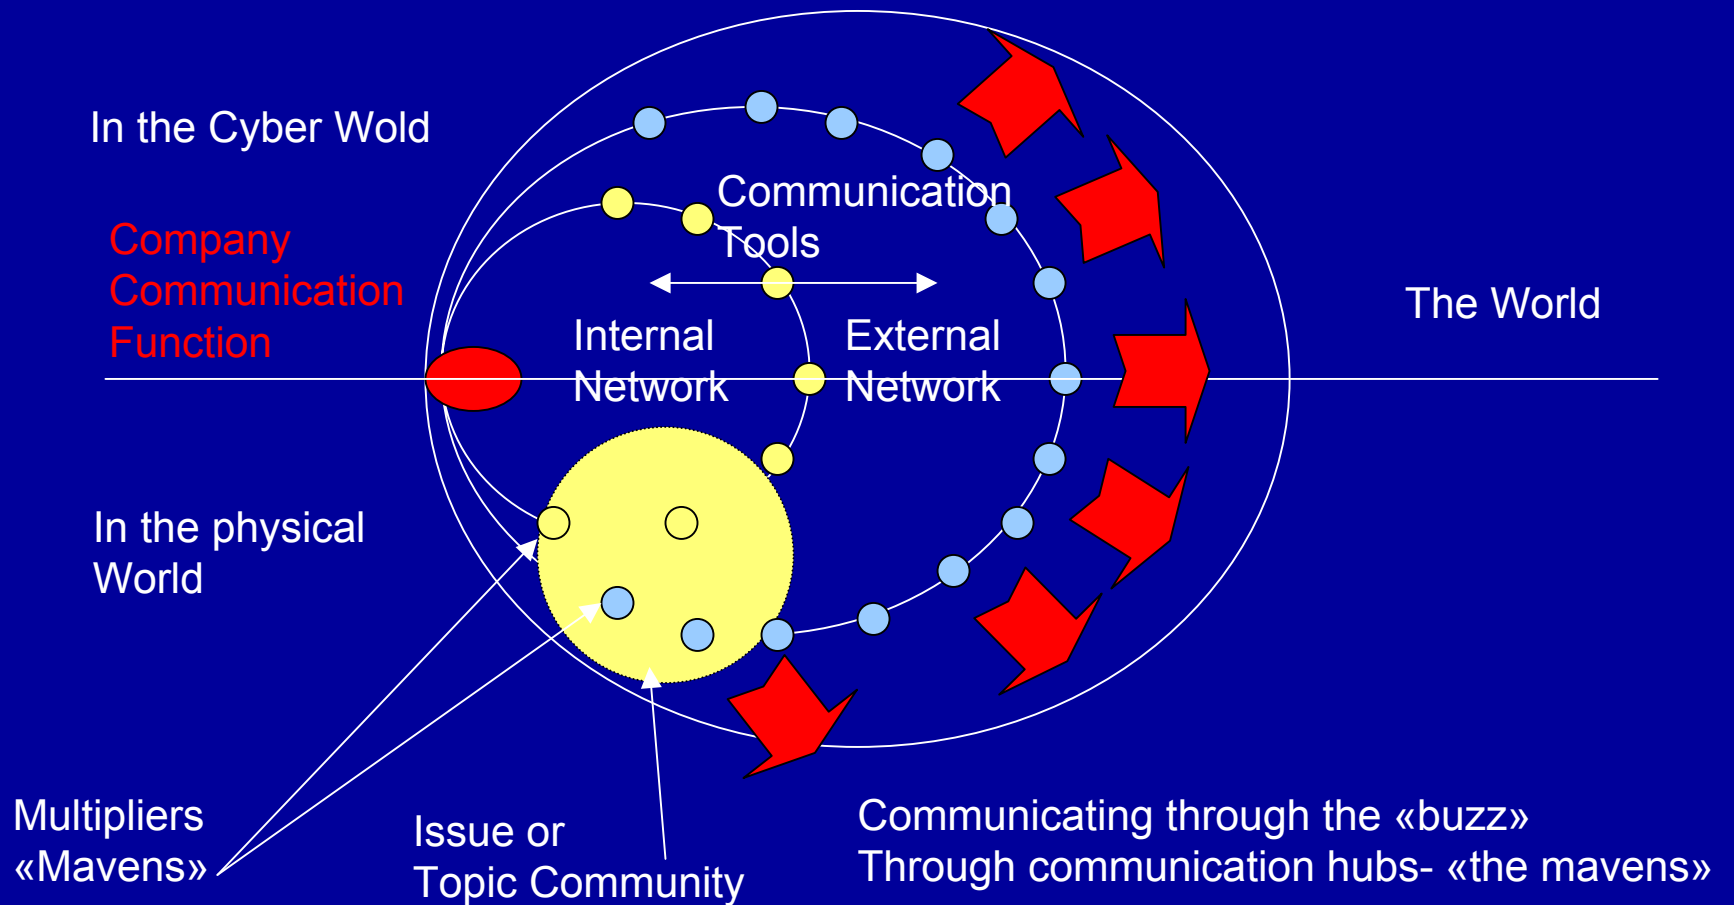 In the Cyber Wold
Communication
Tools
Company
Communication
Function
Internal
Network
External
Network
The World
In the physical
World
Multipliers
«Mavens»
Issue or
Topic Community
Communicating through the «buzz»
Through communication hubs- «the mavens»